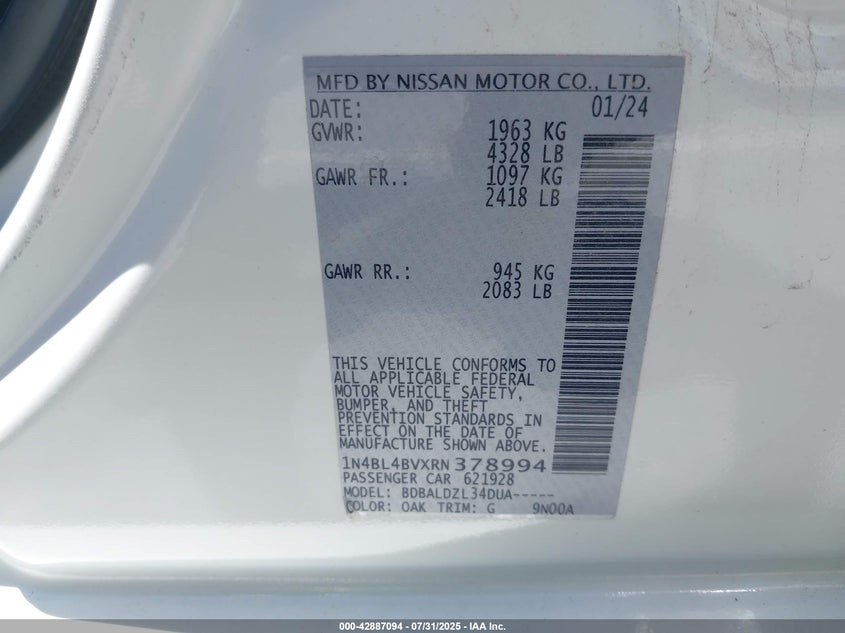 MFD BY NISSAN MOTOR CO., LTD.
DATE: 01/24
GVWR: 1963 KG
4328 LB
GAWR FR.: 1097 KG
2418 LB
GAWR RR.: 945 KG
2083 LB
THIS VEHICLE CONFORMS TO
ALL APPLICABLE FEDERAL
MOTOR VEHICLE SAFETY,
BUMPER, AND THEFT
PREVENTION STANDARDS IN
EFFECT ON THE DATE OF
MANUFACTURE SHOWN ABOVE.
1N4BL4BVXRN378994
PASSENGER CAR 621928
MODEL: BDBALDZL34DUA-----
COLOR: OAK TRIM: G 9N00A
000-42887094 - 07/31/2025 - IAA Inc.